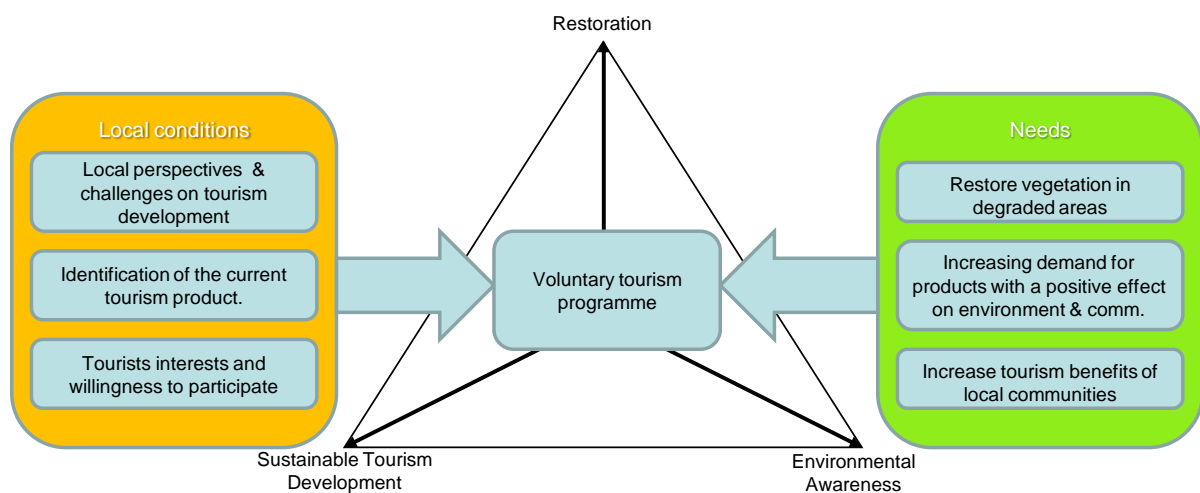 Restoration
Local conditions
Local perspectives &
challenges on tourism
development
Identification of the current
tourism product.
Tourists interests and
willingness to participate
Voluntary tourism
programme
Needs
Restore vegetation in
degraded areas
Increasing demand for
products with a positive effect
on environment & comm.
Increase tourism benefits of
local communities
Sustainable Tourism
Development
Environmental
Awareness